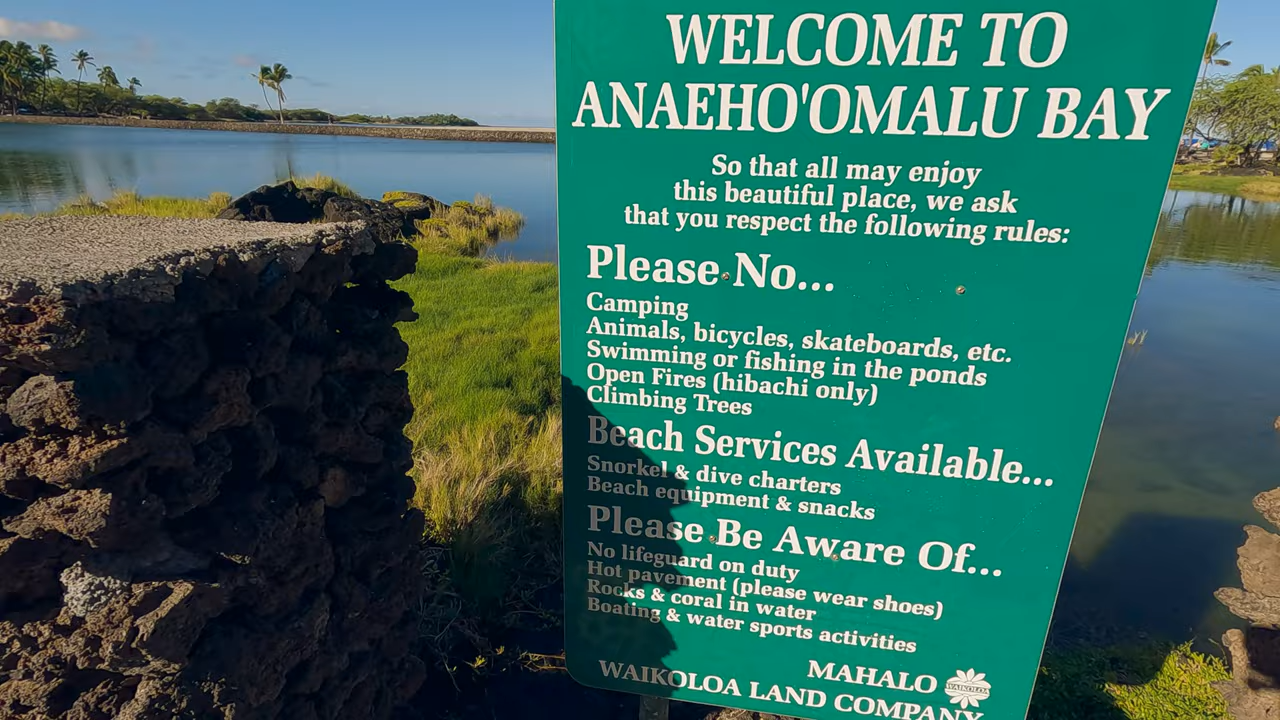 WELCOME TO
ANAEHO'OMALU BAY
So that all may enjoy
this beautiful place, we ask
that you respect the following rules:
Please No...
Camping
Animals, bicycles, skateboards, etc.
Swimming or fishing in the ponds
Open Fires (hibachi only)
Climbing Trees
Beach Services Available...
Snorkel & dive charters
Beach equipment & snacks
Please Be Aware Of...
No lifeguard on duty
Hot pavement (please wear shoes)
Rocks & coral in water
Boating & water sports activities
MAHALO
WAIKOLOA
WAIKOLOA LAND COMPANY